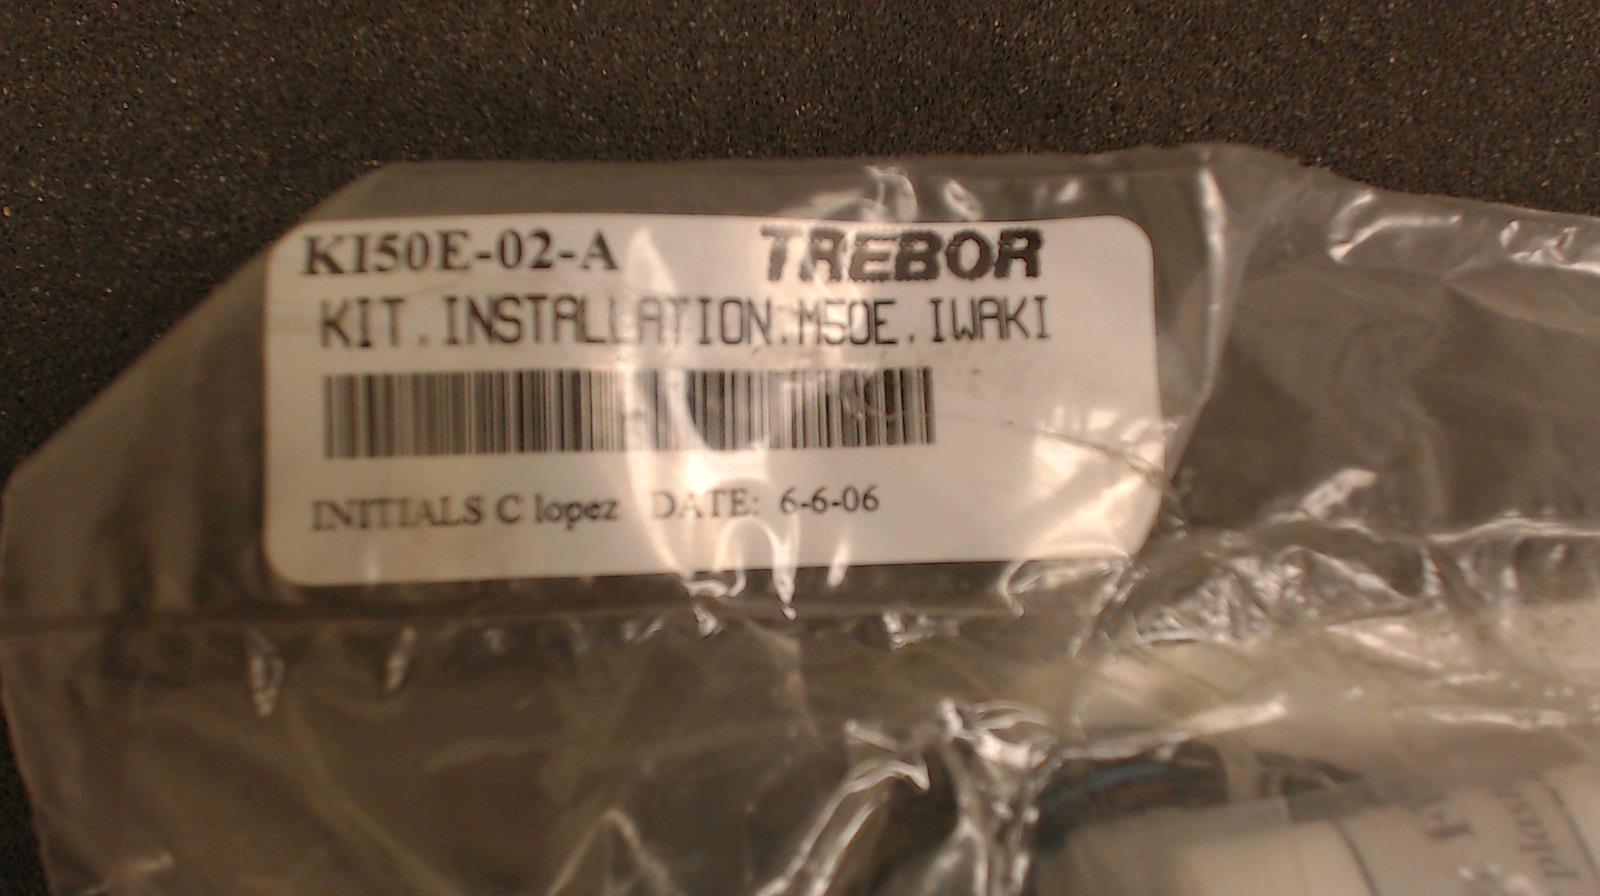 KI50E-02-A TREBOR
KIT.INSTALLATION.M50E.IWAKI
INITIALS C lopez DATE: 6-6-06